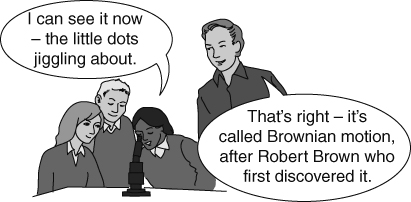 I can see it now
– the little dots
jiggling about.
That's right – it's
called Brownian motion,
after Robert Brown who
first discovered it.